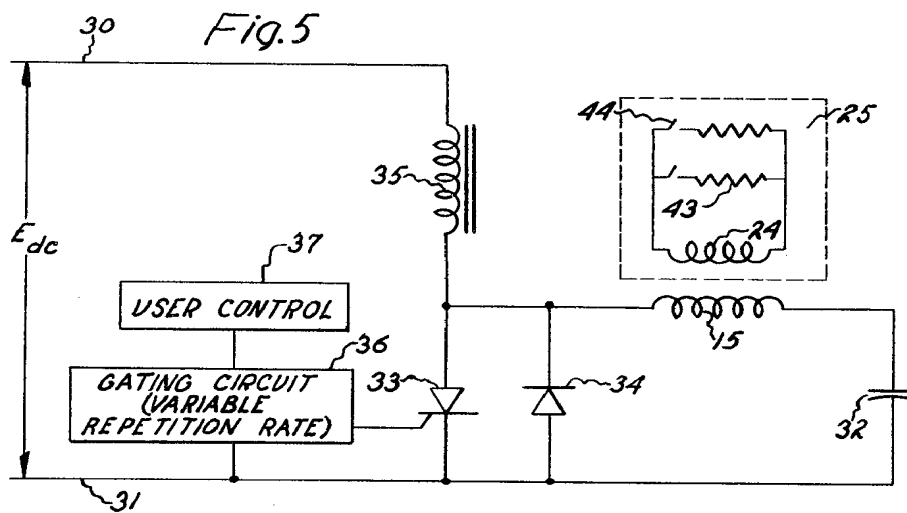 Fig. 5
30
44
25
35
43
24
Edc
37
USER CONTROL
15
36
33
34
GATING CIRCUIT
(VARIABLE
REPETITION RATE)
32
31